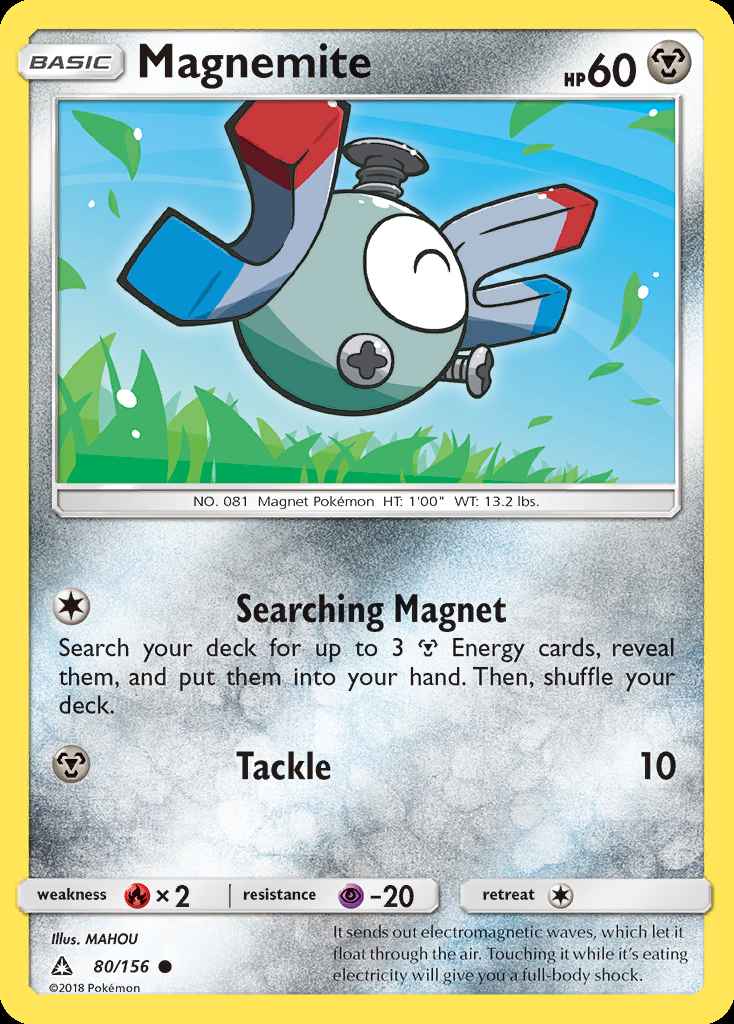 BASIC Magnemite HP60
NO. 081 Magnet Pokémon HT: 1'00" WT: 13.2 lbs.
Searching Magnet
Search your deck for up to 3 Energy cards, reveal
them, and put them into your hand. Then, shuffle your
deck.
Tackle 10
weakness ×2 resistance -20 retreat
Illus. MAHOU
80/156
©2018 Pokémon
It sends out electromagnetic waves, which let it
float through the air. Touching it while it's eating
electricity will give you a full-body shock.